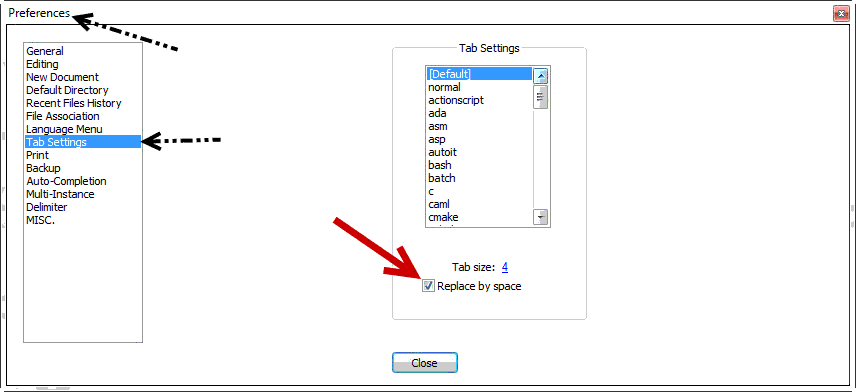 Preferences
General
Editing
New Document
Default Directory
Recent Files History
File Association
Language Menu
Tab Settings
Print
Backup
Auto-Completion
Multi-Instance
Delimiter
MISC.
Tab Settings
[Default]
normal
actionscript
ada
asm
asp
autoit
bash
batch
c
caml
cmake
Tab size: 4
Replace by space
Close